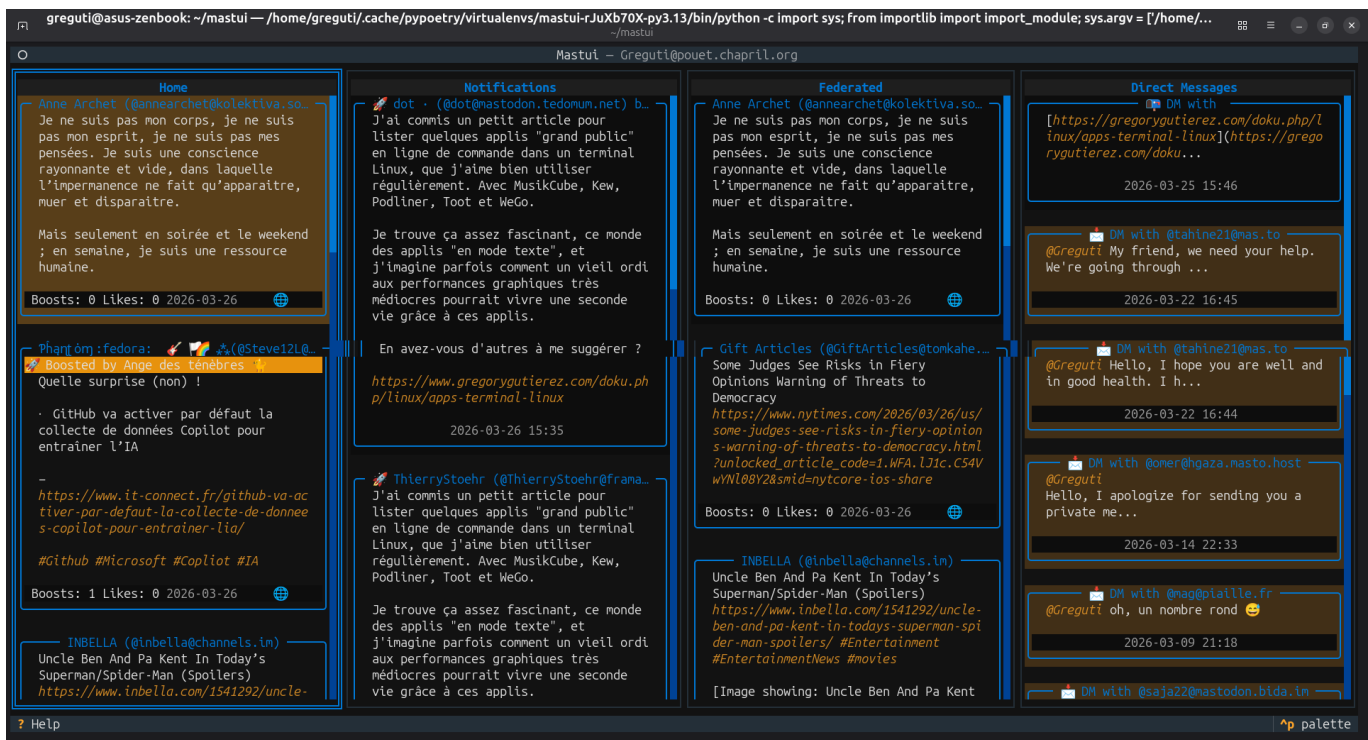 greguti@asus-zenbook: ~/mastui — /home/greguti/.cache/pypoetry/virtualenvs/mastui-rJuXb70X-py3.13/bin/python -c import sys; from importlib import import_module; sys.argv = ['/home/…
~/mastui
Mastui — Greguti@pouet.chapril.org
Home
Anne Archet (@annearchet@kolektiva.so…
Je ne suis pas mon corps, je ne suis
pas mon esprit, je ne suis pas mes
pensées. Je suis une conscience
rayonnante et vide, dans laquelle
l’impermanence ne fait qu’apparaitre,
muer et disparaitre.
Mais seulement en soirée et le weekend
; en semaine, je suis une ressource
humaine.
Boosts: 0 Likes: 0 2026-03-26 🌐
:fedora: 🎸 🏳️‍🌈 ⁂(@Steve12L@…
🚀 Boosted by Ange des ténèbres 🐈
Quelle surprise (non) !
· GitHub va activer par défaut la
collecte de données Copilot pour
entraîner l’IA
—
https://www.it-connect.fr/github-va-ac
tiver-par-defaut-la-collecte-de-donnee
s-copilot-pour-entrainer-lia/
#Github #Microsoft #Copliot #IA
Boosts: 1 Likes: 0 2026-03-26 🌐
INBELLA (@inbella@channels.im)
Uncle Ben And Pa Kent In Today’s
Superman/Spider-Man (Spoilers)
https://www.inbella.com/1541292/uncle-
Notifications
🚀 dot · (@dot@mastodon.tedomum.net) b…
J'ai commis un petit article pour
lister quelques applis "grand public"
en ligne de commande dans un terminal
Linux, que j'aime bien utiliser
régulièrement. Avec MusikCube, Kew,
Podliner, Toot et WeGo.
Je trouve ça assez fascinant, ce monde
des applis "en mode texte", et
j'imagine parfois comment un vieil ordi
aux performances graphiques très
médiocres pourrait vivre une seconde
vie grâce à ces applis.
En avez-vous d'autres à me suggérer ?
https://www.gregorygutierez.com/doku.ph
p/linux/apps-terminal-linux
2026-03-26 15:35
🚀 ThierryStoehr (@ThierryStoehr@frama…
J'ai commis un petit article pour
lister quelques applis "grand public"
en ligne de commande dans un terminal
Linux, que j'aime bien utiliser
régulièrement. Avec MusikCube, Kew,
Podliner, Toot et WeGo.
Je trouve ça assez fascinant, ce monde
des applis "en mode texte", et
j'imagine parfois comment un vieil ordi
aux performances graphiques très
médiocres pourrait vivre une seconde
vie grâce à ces applis.
Federated
Anne Archet (@annearchet@kolektiva.so…
Je ne suis pas mon corps, je ne suis
pas mon esprit, je ne suis pas mes
pensées. Je suis une conscience
rayonnante et vide, dans laquelle
l’impermanence ne fait qu’apparaitre,
muer et disparaitre.
Mais seulement en soirée et le weekend
; en semaine, je suis une ressource
humaine.
Boosts: 0 Likes: 0 2026-03-26 🌐
Gift Articles (@GiftArticles@tomkahe.…
Some Judges See Risks in Fiery
Opinions Warning of Threats to
Democracy
https://www.nytimes.com/2026/03/26/us/
some-judges-see-risks-in-fiery-opinion
s-warning-of-threats-to-democracy.html
?unlocked_article_code=1.WFA.lJ1c.C54V
wYNl08Y2&smid=nytcore-ios-share
Boosts: 0 Likes: 0 2026-03-26 🌐
INBELLA (@inbella@channels.im)
Uncle Ben And Pa Kent In Today’s
Superman/Spider-Man (Spoilers)
https://www.inbella.com/1541292/uncle-
ben-and-pa-kent-in-todays-superman-spi
der-man-spoilers/ #Entertainment
#EntertainmentNews #movies
[Image showing: Uncle Ben And Pa Kent
Direct Messages
📭 DM with
[https://gregorygutierez.com/doku.php/l
inux/apps-terminal-linux](https://grego
rygutierez.com/doku...
2026-03-25 15:46
📩 DM with @tahine21@mas.to
@Greguti My friend, we need your help.
We're going through ...
2026-03-22 16:45
📩 DM with @tahine21@mas.to
@Greguti Hello, I hope you are well and
in good health. I h...
2026-03-22 16:44
📩 DM with @omer@hgaza.masto.host
@Greguti
Hello, I apologize for sending you a
private me...
2026-03-14 22:33
📩 DM with @mag@piaille.fr
@Greguti oh, un nombre rond 😅
2026-03-09 21:18
📩 DM with @saja22@mastodon.bida.im
? Help
^p palette